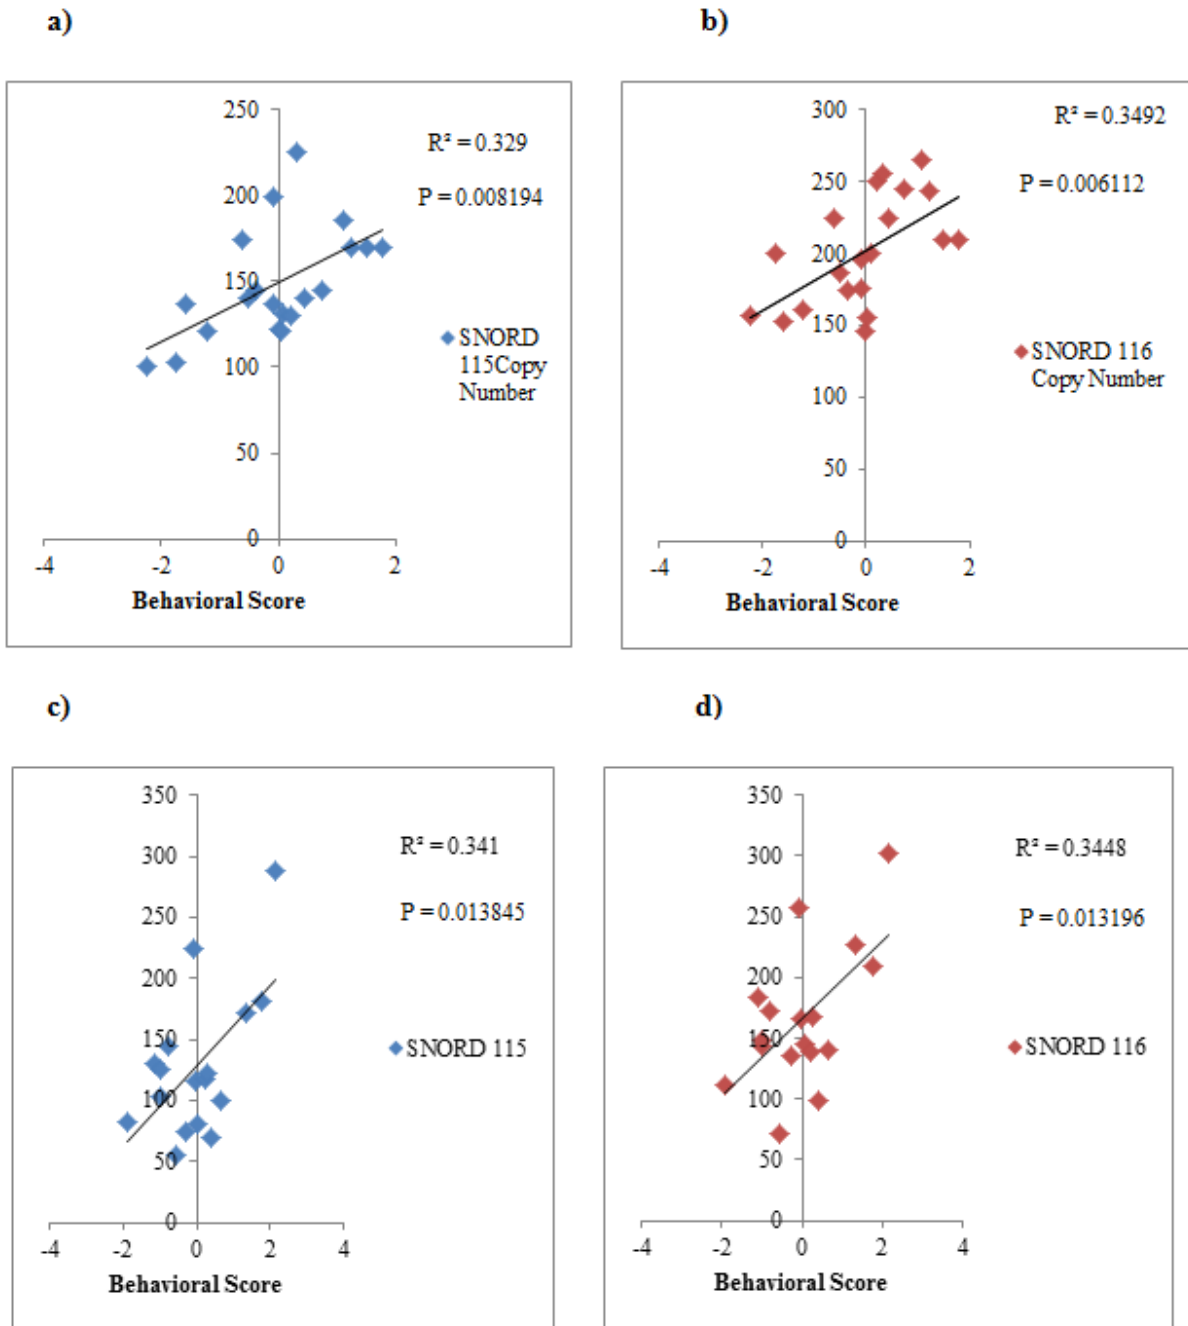 a)
b)
250
200
150
100
50
0
-4
-2
0
2
R² = 0.329
P = 0.008194
SNORD
115Copy
Number
Behavioral Score
300
250
200
150
100
50
0
-4
-2
0
2
R² = 0.3492
P = 0.006112
SNORD 116
Copy Number
Behavioral Score
c)
d)
350
300
250
200
150
100
50
0
-4
-2
0
2
4
R² = 0.341
P = 0.013845
SNORD 115
Behavioral Score
350
300
250
200
150
100
50
0
-4
-2
0
2
4
R² = 0.3448
P = 0.013196
SNORD 116
Behavioral Score